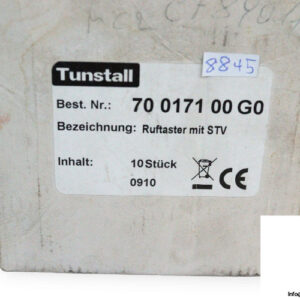 Tunstall
8845
Best. Nr.: 70 0171 00 G0
Bezeichnung: Ruftaster mit STV
Inhalt: 10 Stück
0910
CE